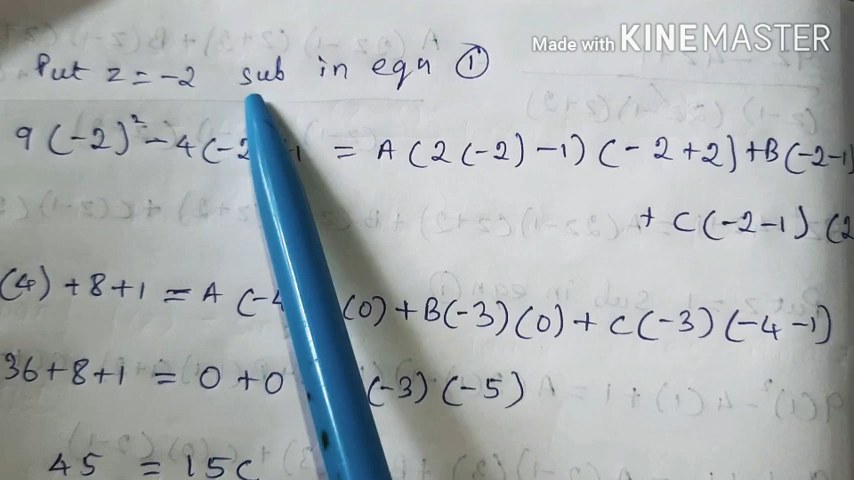 Made with KINEMASTER
Put z = -2 sub in eqn ①
9(-2)² - 4(-2 1 = A(2(-2)-1)(-2+2)+B(-2-1)
+ C(-2-1)(2
(4)+8+1 = A(-4 (0)+B(-3)(0)+C(-3)(-4-1)
36+8+1 = 0+0 (-3)(-5)
45 = 15C